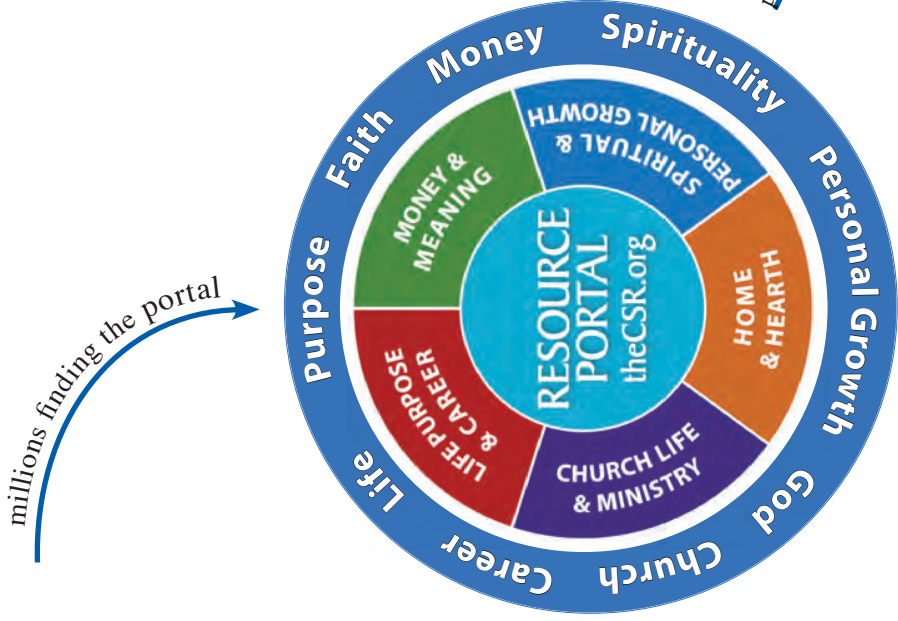 millions finding the portal
Purpose
Faith
Money
Spirituality
Personal Growth
God
Church
Career
Life
MONEY &
MEANING
SPIRITUAL &
PERSONAL GROWTH
HOME
& HEARTH
CHURCH LIFE
& MINISTRY
LIFE PURPOSE
& CAREER
RESOURCE
PORTAL
theCSR.org